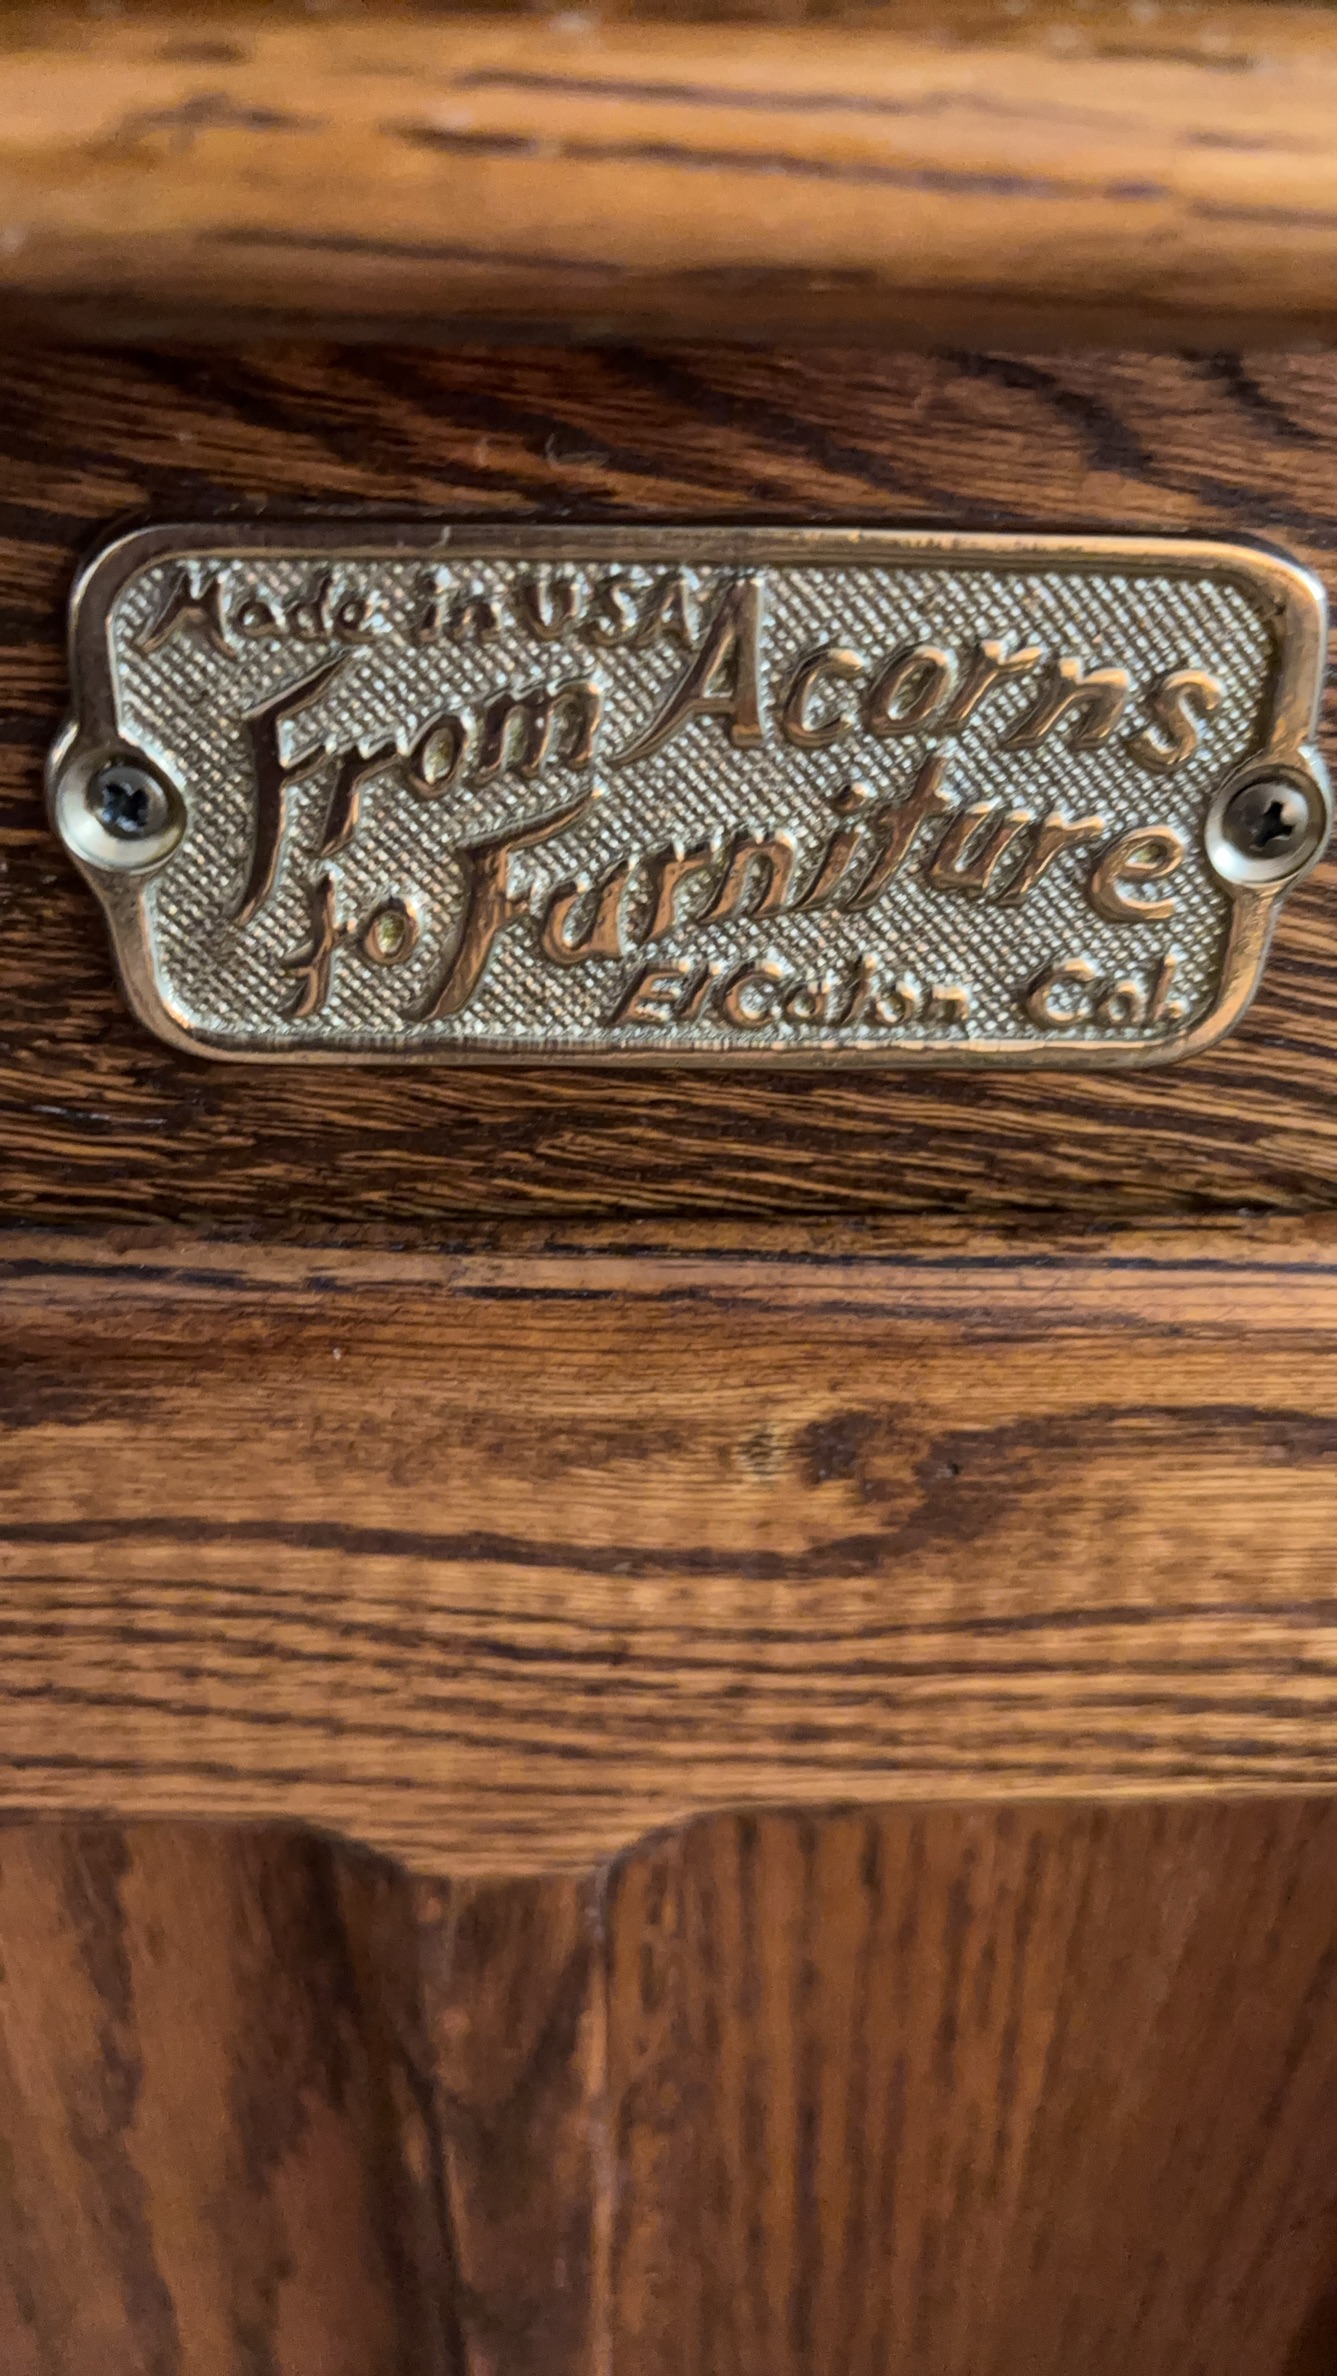 Made in USA
From Acorns
to Furniture
El Cajon Cal.